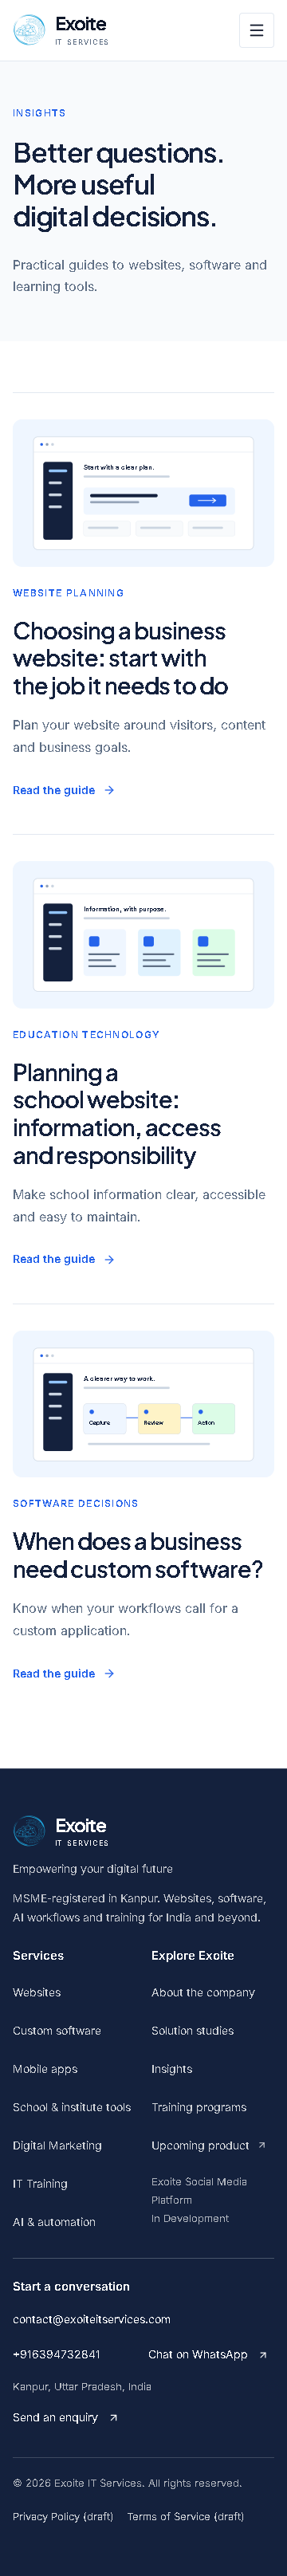 Exoite
IT SERVICES
INSIGHTS
Better questions.
More useful
digital decisions.
Practical guides to websites, software and
learning tools.
Start with a clear plan.
WEBSITE PLANNING
Choosing a business
website: start with
the job it needs to do
Plan your website around visitors, content
and business goals.
Read the guide
Information, with purpose.
EDUCATION TECHNOLOGY
Planning a
school website:
information, access
and responsibility
Make school information clear, accessible
and easy to maintain.
Read the guide
A clearer way to work.
Capture Review Action
SOFTWARE DECISIONS
When does a business
need custom software?
Know when your workflows call for a
custom application.
Read the guide
Exoite
IT SERVICES
Empowering your digital future
MSME-registered in Kanpur. Websites, software,
AI workflows and training for India and beyond.
Services
Websites
Custom software
Mobile apps
School & institute tools
Digital Marketing
IT Training
AI & automation
Explore Exoite
About the company
Solution studies
Insights
Training programs
Upcoming product
Exoite Social Media
Platform
In Development
Start a conversation
contact@exoiteitservices.com
+916394732841 Chat on WhatsApp
Kanpur, Uttar Pradesh, India
Send an enquiry
© 2026 Exoite IT Services. All rights reserved.
Privacy Policy (draft) Terms of Service (draft)